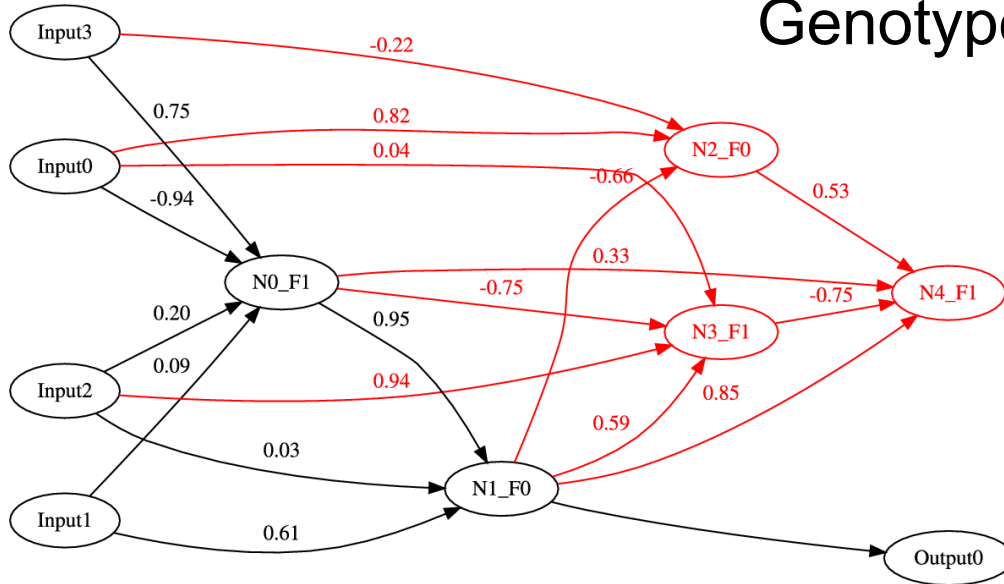 Genotype
Input3
-0.22
0.75
0.82
Input0
0.04
N2_F0
-0.66
-0.94
0.53
0.33
N0_F1
-0.75
-0.75
N4_F1
0.20
0.95
N3_F1
0.09
Input2
0.94
0.85
0.59
0.03
N1_F0
Input1
0.61
Output0